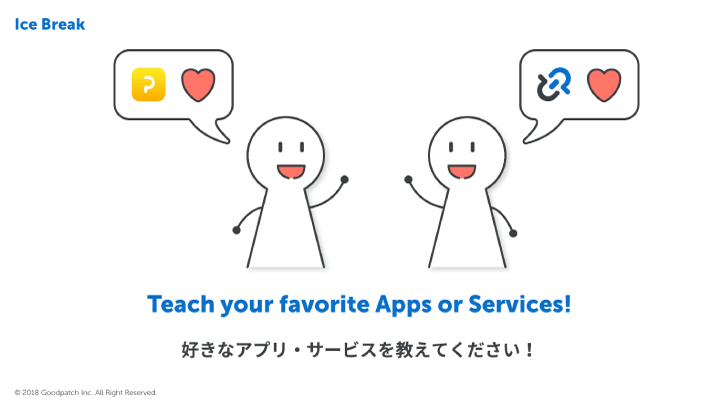 Ice Break
Teach your favorite Apps or Services!
好きなアプリ・サービスを教えてください！
© 2018 Goodpatch Inc. All Right Reserved.